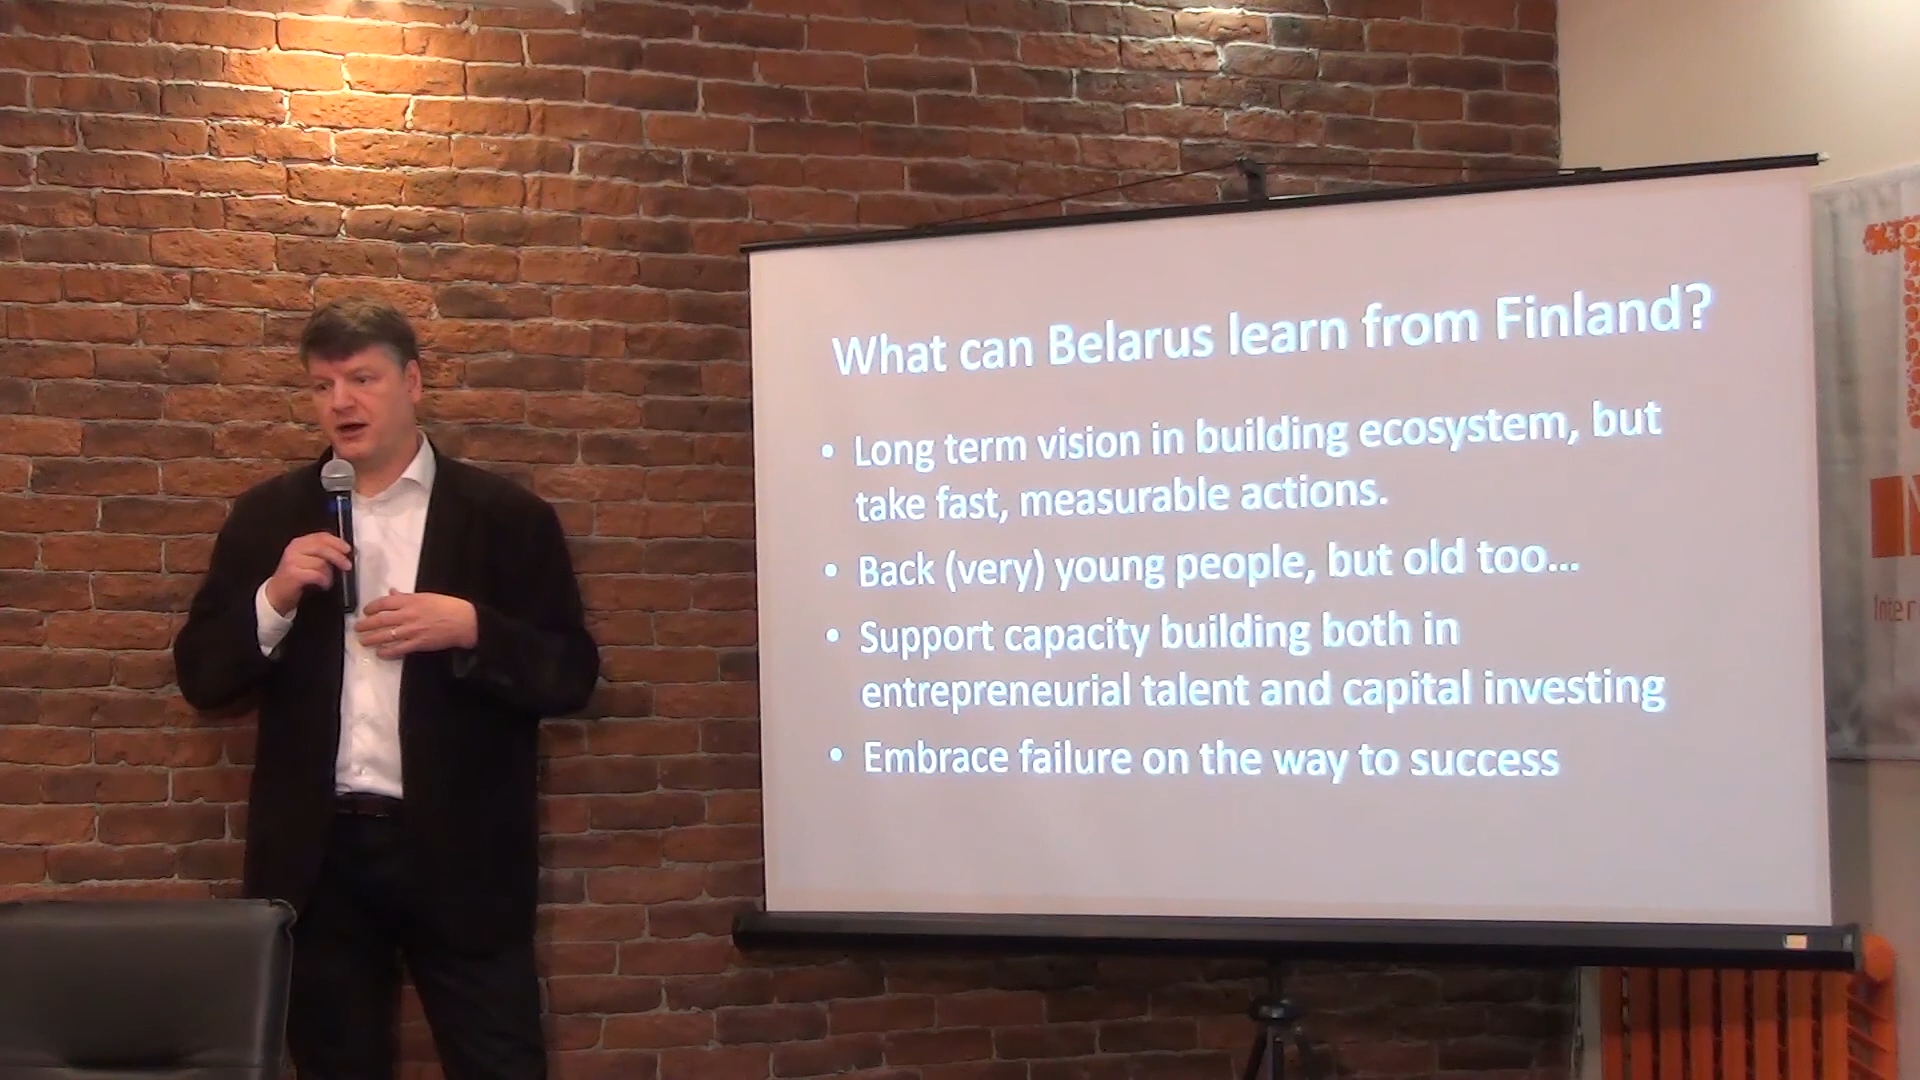 What can Belarus learn from Finland?
• Long term vision in building ecosystem, but
take fast, measurable actions.
• Back (very) young people, but old too...
• Support capacity building both in
entrepreneurial talent and capital investing
• Embrace failure on the way to success